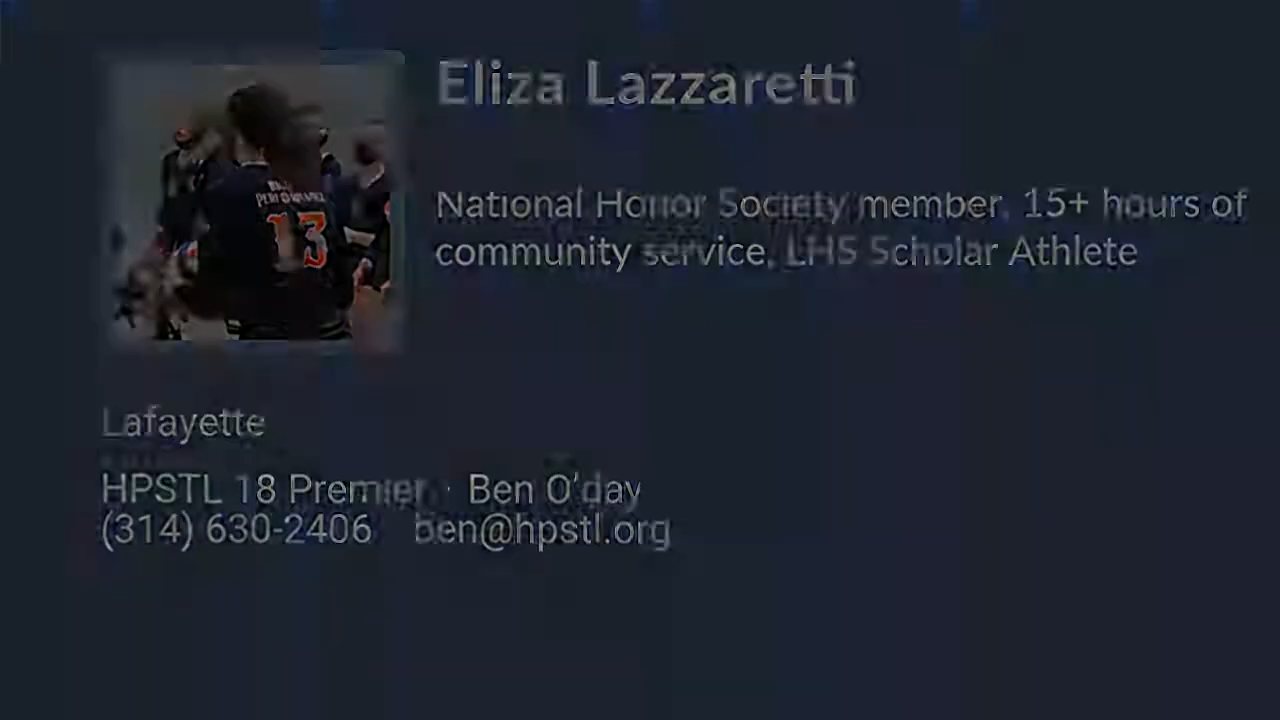 Eliza Lazzaretti
National Honor Society member, 15+ hours of
community service, LHS Scholar Athlete
13
Lafayette
HPSTL 18 Premier · Ben O'day
(314) 630-2406 ben@hpstl.org